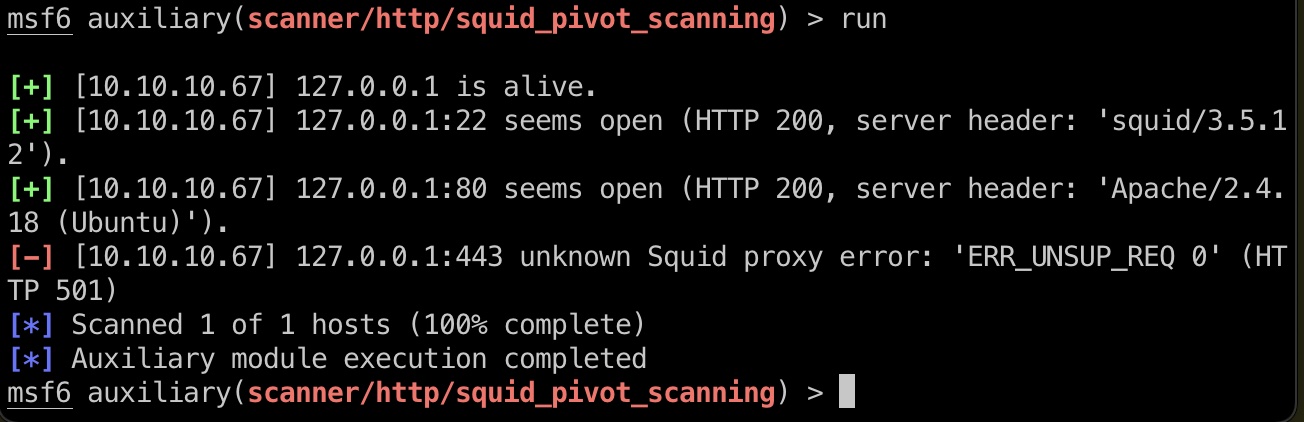 msf6 auxiliary(scanner/http/squid_pivot_scanning) > run
[+] [10.10.10.67] 127.0.0.1 is alive.
[+] [10.10.10.67] 127.0.0.1:22 seems open (HTTP 200, server header: 'squid/3.5.1
2').
[+] [10.10.10.67] 127.0.0.1:80 seems open (HTTP 200, server header: 'Apache/2.4.
18 (Ubuntu)').
[-] [10.10.10.67] 127.0.0.1:443 unknown Squid proxy error: 'ERR_UNSUP_REQ 0' (HT
TP 501)
[*] Scanned 1 of 1 hosts (100% complete)
[*] Auxiliary module execution completed
msf6 auxiliary(scanner/http/squid_pivot_scanning) >